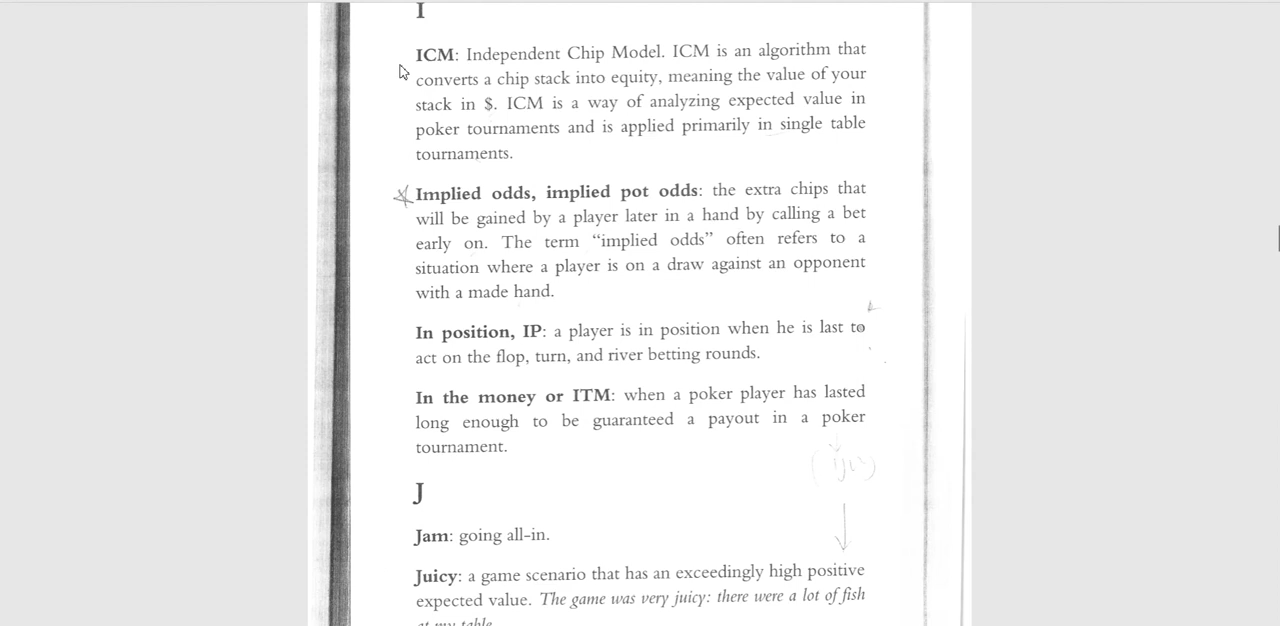 I
ICM: Independent Chip Model. ICM is an algorithm that
converts a chip stack into equity, meaning the value of your
stack in $. ICM is a way of analyzing expected value in
poker tournaments and is applied primarily in single table
tournaments.
Implied odds, implied pot odds: the extra chips that
will be gained by a player later in a hand by calling a bet
early on. The term “implied odds” often refers to a
situation where a player is on a draw against an opponent
with a made hand.
In position, IP: a player is in position when he is last to
act on the flop, turn, and river betting rounds.
In the money or ITM: when a poker player has lasted
long enough to be guaranteed a payout in a poker
tournament.
J
Jam: going all-in.
Juicy: a game scenario that has an exceedingly high positive
expected value. The game was very juicy: there were a lot of fish
at my table